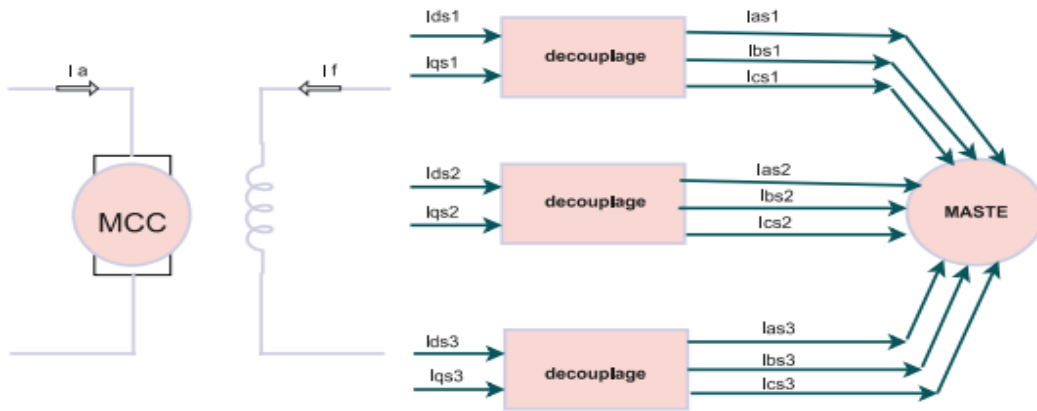 I a
I f
MCC
Ids1
Iqs1
decouplage
Ias1
Ibs1
Ics1
Ids2
Iqs2
decouplage
Ias2
Ibs2
Ics2
MASTE
Ids3
Iqs3
decouplage
Ias3
Ibs3
Ics3